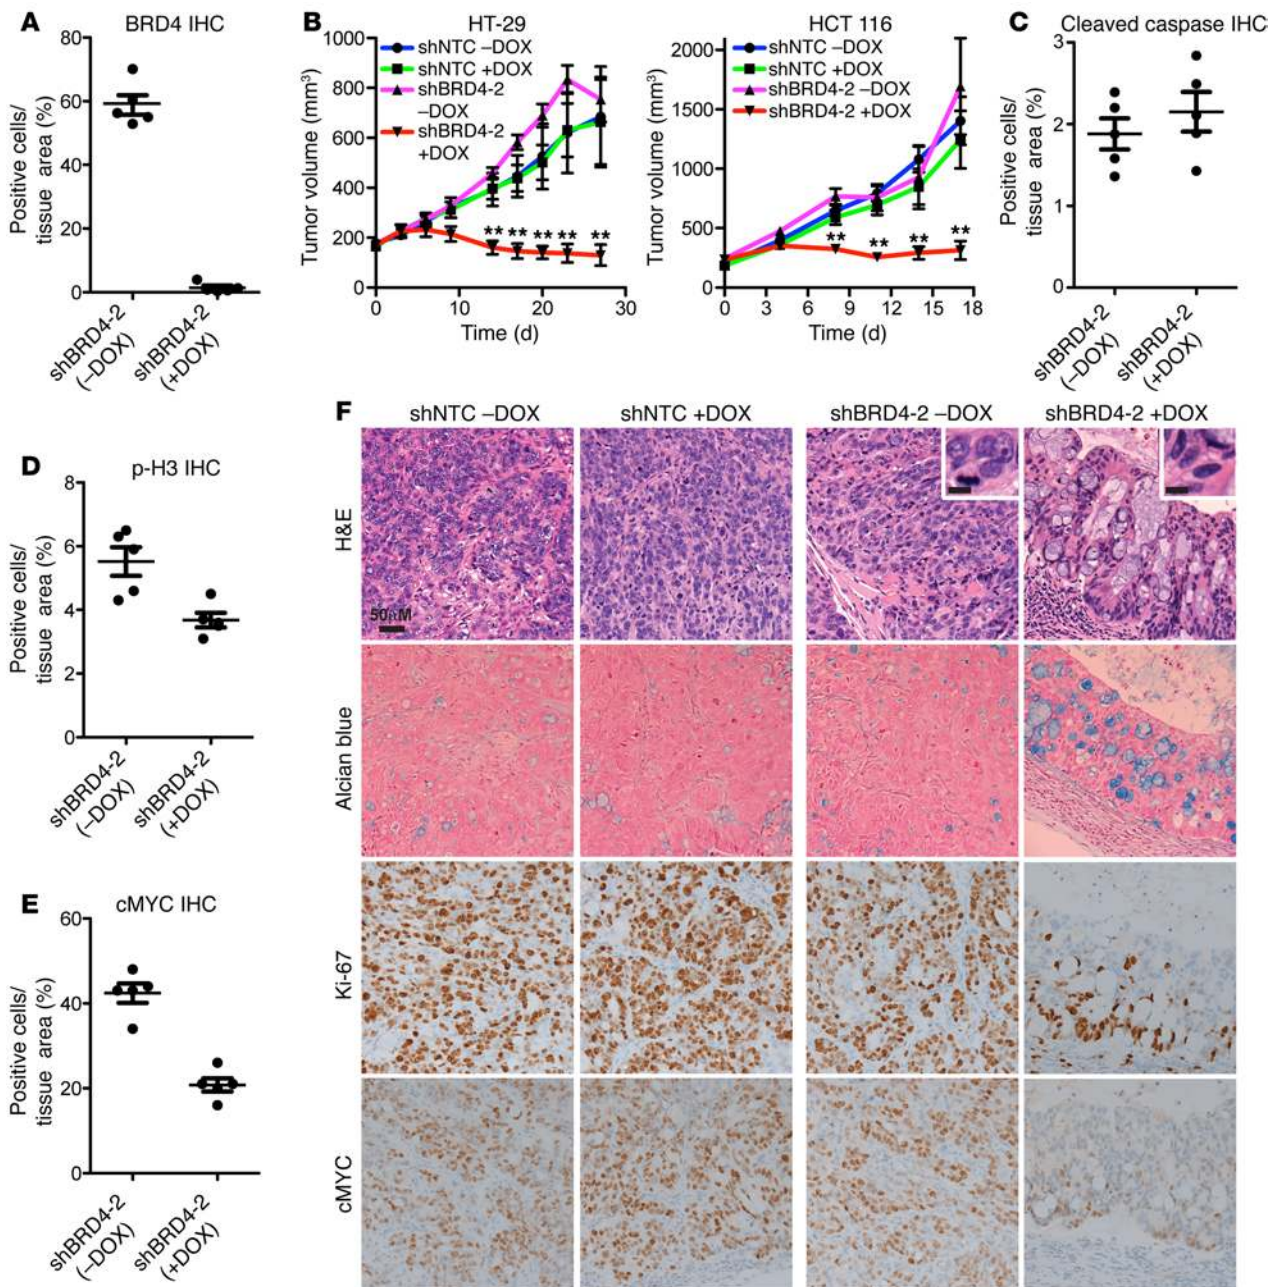 A
BRD4 IHC
Positive cells/
tissue area (%)
80
60
40
20
0
shBRD4-2
(–DOX)
shBRD4-2
(+DOX)
B
HT-29
Tumor volume (mm³)
1000
800
600
400
200
0
shNTC –DOX
shNTC +DOX
shBRD4-2
–DOX
shBRD4-2
+DOX
** ** ** ** **
0 10 20 30
Time (d)
HCT 116
Tumor volume (mm³)
2000
1500
1000
500
0
shNTC –DOX
shNTC +DOX
shBRD4-2 –DOX
shBRD4-2 +DOX
** ** ** **
0 3 6 9 12 15 18
Time (d)
C
Cleaved caspase IHC
Positive cells/
tissue area (%)
3
2
1
0
shBRD4-2
(–DOX)
shBRD4-2
(+DOX)
D
p-H3 IHC
Positive cells/
tissue area (%)
8
6
4
2
0
shBRD4-2
(–DOX)
shBRD4-2
(+DOX)
E
cMYC IHC
Positive cells/
tissue area (%)
60
40
20
0
shBRD4-2
(–DOX)
shBRD4-2
(+DOX)
F
shNTC –DOX
shNTC +DOX
shBRD4-2 –DOX
shBRD4-2 +DOX
H&E
50µM
Alcian blue
Ki-67
cMYC